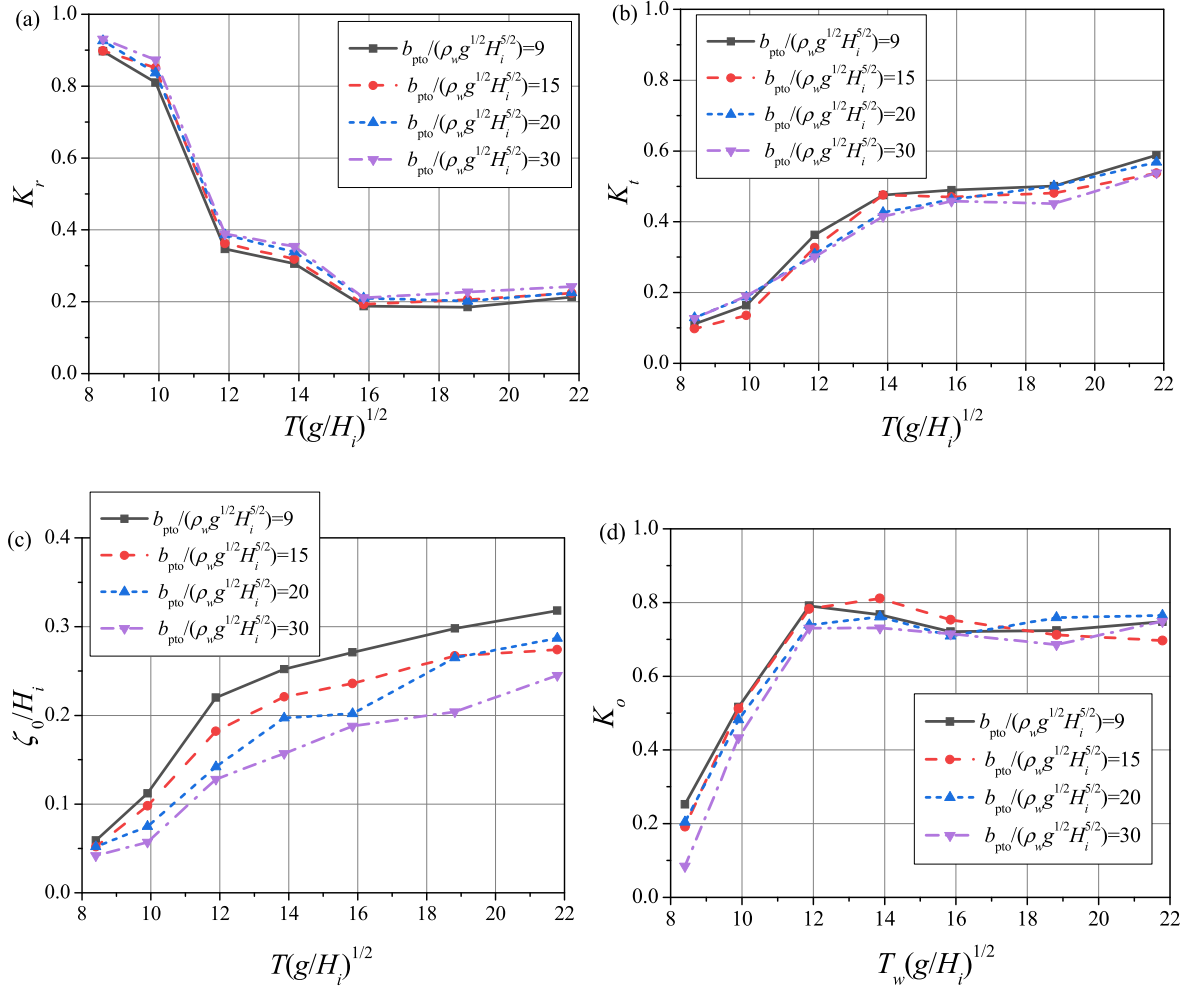 (a)
1.0
0.8
0.6
0.4
0.2
0.0
K_r
b_pto/(ρ_w g^1/2 H_i^5/2)=9
b_pto/(ρ_w g^1/2 H_i^5/2)=15
b_pto/(ρ_w g^1/2 H_i^5/2)=20
b_pto/(ρ_w g^1/2 H_i^5/2)=30
8 10 12 14 16 18 20 22
T(g/H_i)^1/2
(b)
1.0
0.8
0.6
0.4
0.2
0.0
K_t
b_pto/(ρ_w g^1/2 H_i^5/2)=9
b_pto/(ρ_w g^1/2 H_i^5/2)=15
b_pto/(ρ_w g^1/2 H_i^5/2)=20
b_pto/(ρ_w g^1/2 H_i^5/2)=30
8 10 12 14 16 18 20 22
T(g/H_i)^1/2
(c)
0.4
0.3
0.2
0.1
0.0
ζ_0/H_i
b_pto/(ρ_w g^1/2 H_i^5/2)=9
b_pto/(ρ_w g^1/2 H_i^5/2)=15
b_pto/(ρ_w g^1/2 H_i^5/2)=20
b_pto/(ρ_w g^1/2 H_i^5/2)=30
8 10 12 14 16 18 20 22
T(g/H_i)^1/2
(d)
1.0
0.8
0.6
0.4
0.2
0.0
K_o
b_pto/(ρ_w g^1/2 H_i^5/2)=9
b_pto/(ρ_w g^1/2 H_i^5/2)=15
b_pto/(ρ_w g^1/2 H_i^5/2)=20
b_pto/(ρ_w g^1/2 H_i^5/2)=30
8 10 12 14 16 18 20 22
T_w(g/H_i)^1/2